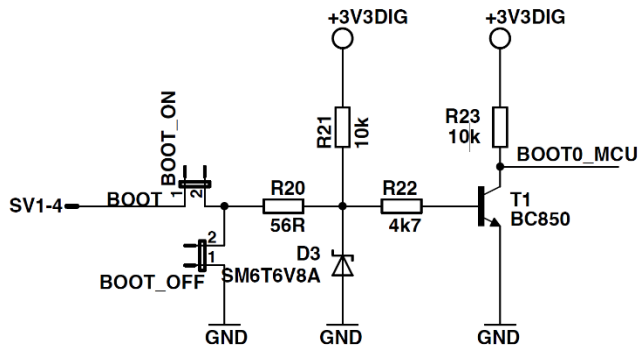 +3V3DIG
+3V3DIG
BOOT_ON
R21
10k
R23
10k
BOOT0_MCU
SV1-4
BOOT
1
2
R20
56R
R22
4k7
T1
BC850
2
1
BOOT_OFF
D3
SM6T6V8A
GND
GND
GND